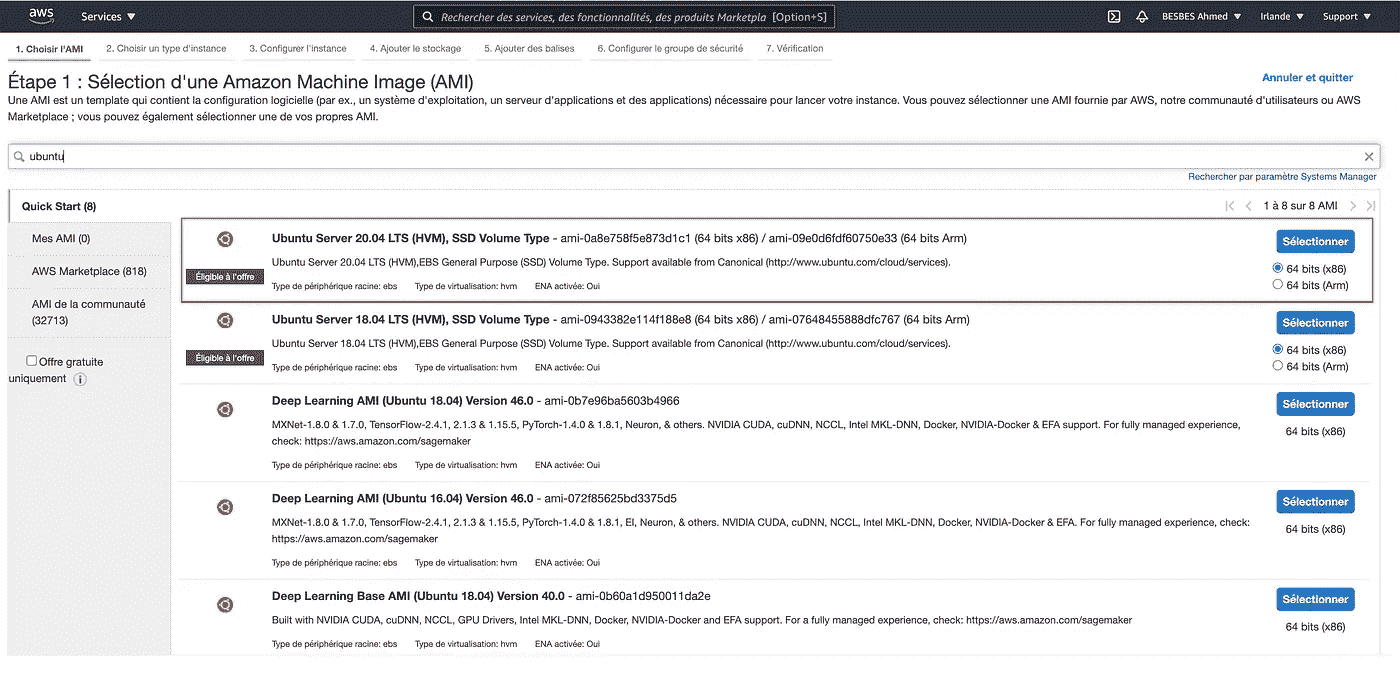 aws
Services
Rechercher des services, des fonctionnalités, des produits Marketpla [Option+S]
BESBES Ahmed
Irlande
Support
1. Choisir l'AMI
2. Choisir un type d'instance
3. Configurer l'instance
4. Ajouter le stockage
5. Ajouter des balises
6. Configurer le groupe de sécurité
7. Vérification
Étape 1 : Sélection d'une Amazon Machine Image (AMI)
Annuler et quitter
Une AMI est un template qui contient la configuration logicielle (par ex., un système d'exploitation, un serveur d'applications et des applications) nécessaire pour lancer votre instance. Vous pouvez sélectionner une AMI fournie par AWS, notre communauté d'utilisateurs ou AWS
Marketplace ; vous pouvez également sélectionner une de vos propres AMI.
ubuntu
Rechercher par paramètre Systems Manager
Quick Start (8)
Mes AMI (0)
AWS Marketplace (818)
AMI de la communauté
(32713)
Offre gratuite
uniquement
1 à 8 sur 8 AMI
Ubuntu Server 20.04 LTS (HVM), SSD Volume Type - ami-0a8e758f5e873d1c1 (64 bits x86) / ami-09e0d6fdf60750e33 (64 bits Arm)
Éligible à l'offre
Ubuntu Server 20.04 LTS (HVM),EBS General Purpose (SSD) Volume Type. Support available from Canonical (http://www.ubuntu.com/cloud/services).
Type de périphérique racine: ebs Type de virtualisation: hvm ENA activée: Oui
Sélectionner
64 bits (x86)
64 bits (Arm)
Ubuntu Server 18.04 LTS (HVM), SSD Volume Type - ami-0943382e114f188e8 (64 bits x86) / ami-07648455888dfc767 (64 bits Arm)
Éligible à l'offre
Ubuntu Server 18.04 LTS (HVM),EBS General Purpose (SSD) Volume Type. Support available from Canonical (http://www.ubuntu.com/cloud/services).
Type de périphérique racine: ebs Type de virtualisation: hvm ENA activée: Oui
Sélectionner
64 bits (x86)
64 bits (Arm)
Deep Learning AMI (Ubuntu 18.04) Version 46.0 - ami-0b7e96ba5603b4966
MXNet-1.8.0 & 1.7.0, TensorFlow-2.4.1, 2.1.3 & 1.15.5, PyTorch-1.4.0 & 1.8.1, Neuron, & others. NVIDIA CUDA, cuDNN, NCCL, Intel MKL-DNN, Docker, NVIDIA-Docker & EFA support. For fully managed experience,
check: https://aws.amazon.com/sagemaker
Type de périphérique racine: ebs Type de virtualisation: hvm ENA activée: Oui
Sélectionner
64 bits (x86)
Deep Learning AMI (Ubuntu 16.04) Version 46.0 - ami-072f85625bd3375d5
MXNet-1.8.0 & 1.7.0, TensorFlow-2.4.1, 2.1.3 & 1.15.5, PyTorch-1.4.0 & 1.8.1, EI, Neuron, & others. NVIDIA CUDA, cuDNN, NCCL, Intel MKL-DNN, Docker, NVIDIA-Docker & EFA. For fully managed experience, check:
https://aws.amazon.com/sagemaker
Type de périphérique racine: ebs Type de virtualisation: hvm ENA activée: Oui
Sélectionner
64 bits (x86)
Deep Learning Base AMI (Ubuntu 18.04) Version 40.0 - ami-0b60a1d950011da2e
Built with NVIDIA CUDA, cuDNN, NCCL, GPU Drivers, Intel MKL-DNN, Docker, NVIDIA-Docker and EFA support. For a fully managed experience, check: https://aws.amazon.com/sagemaker
Type de périphérique racine: ebs Type de virtualisation: hvm ENA activée: Oui
Sélectionner
64 bits (x86)